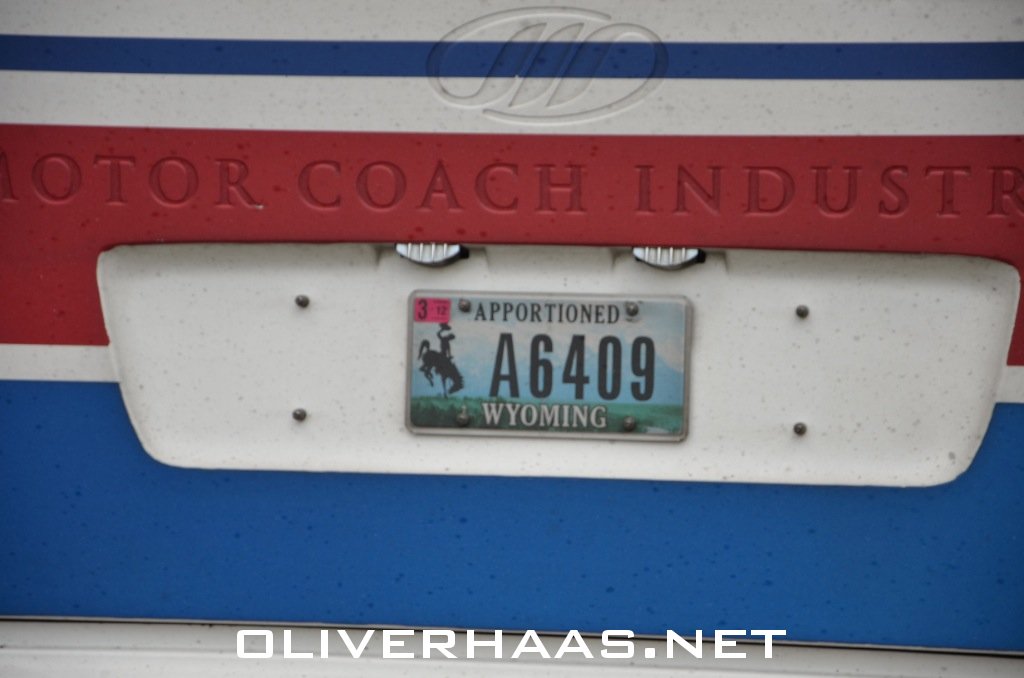 MOTOR COACH INDUSTR
3 12
APPORTIONED
A6409
WYOMING
OLIVERHAAS.NET